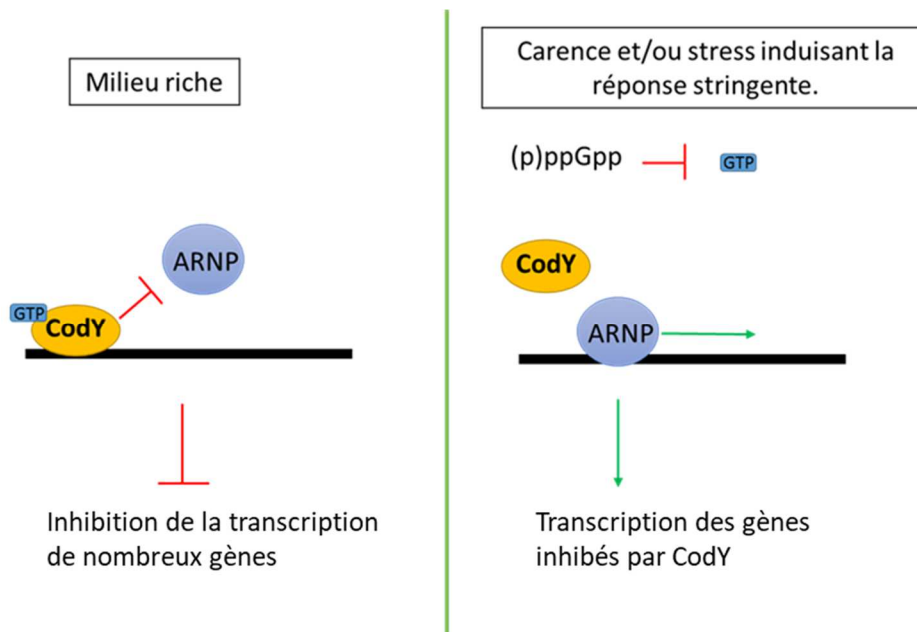 Milieu riche
ARNP
GTP
CodY
Inhibition de la transcription
de nombreux gènes
Carence et/ou stress induisant la
réponse stringente.
(p)ppGpp
GTP
CodY
ARNP
Transcription des gènes
inhibés par CodY